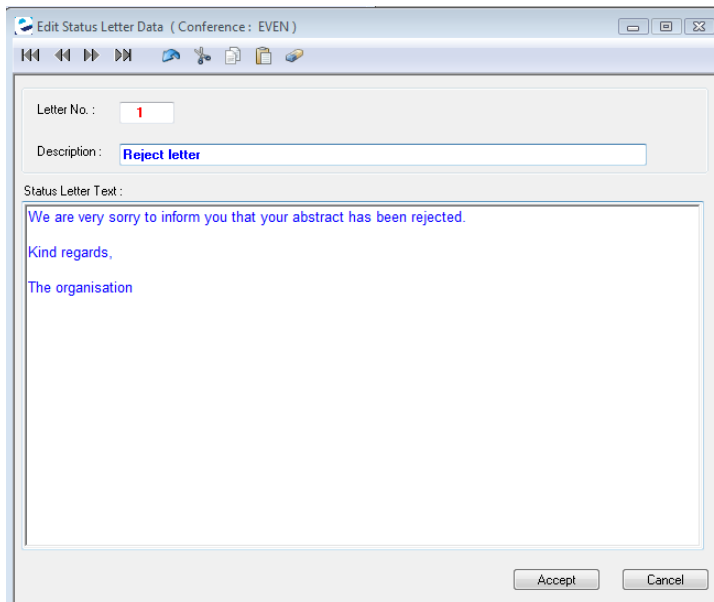 Edit Status Letter Data ( Conference : EVEN )
Letter No. : 1
Description : Reject letter
Status Letter Text :
We are very sorry to inform you that your abstract has been rejected.
Kind regards,
The organisation
Accept Cancel